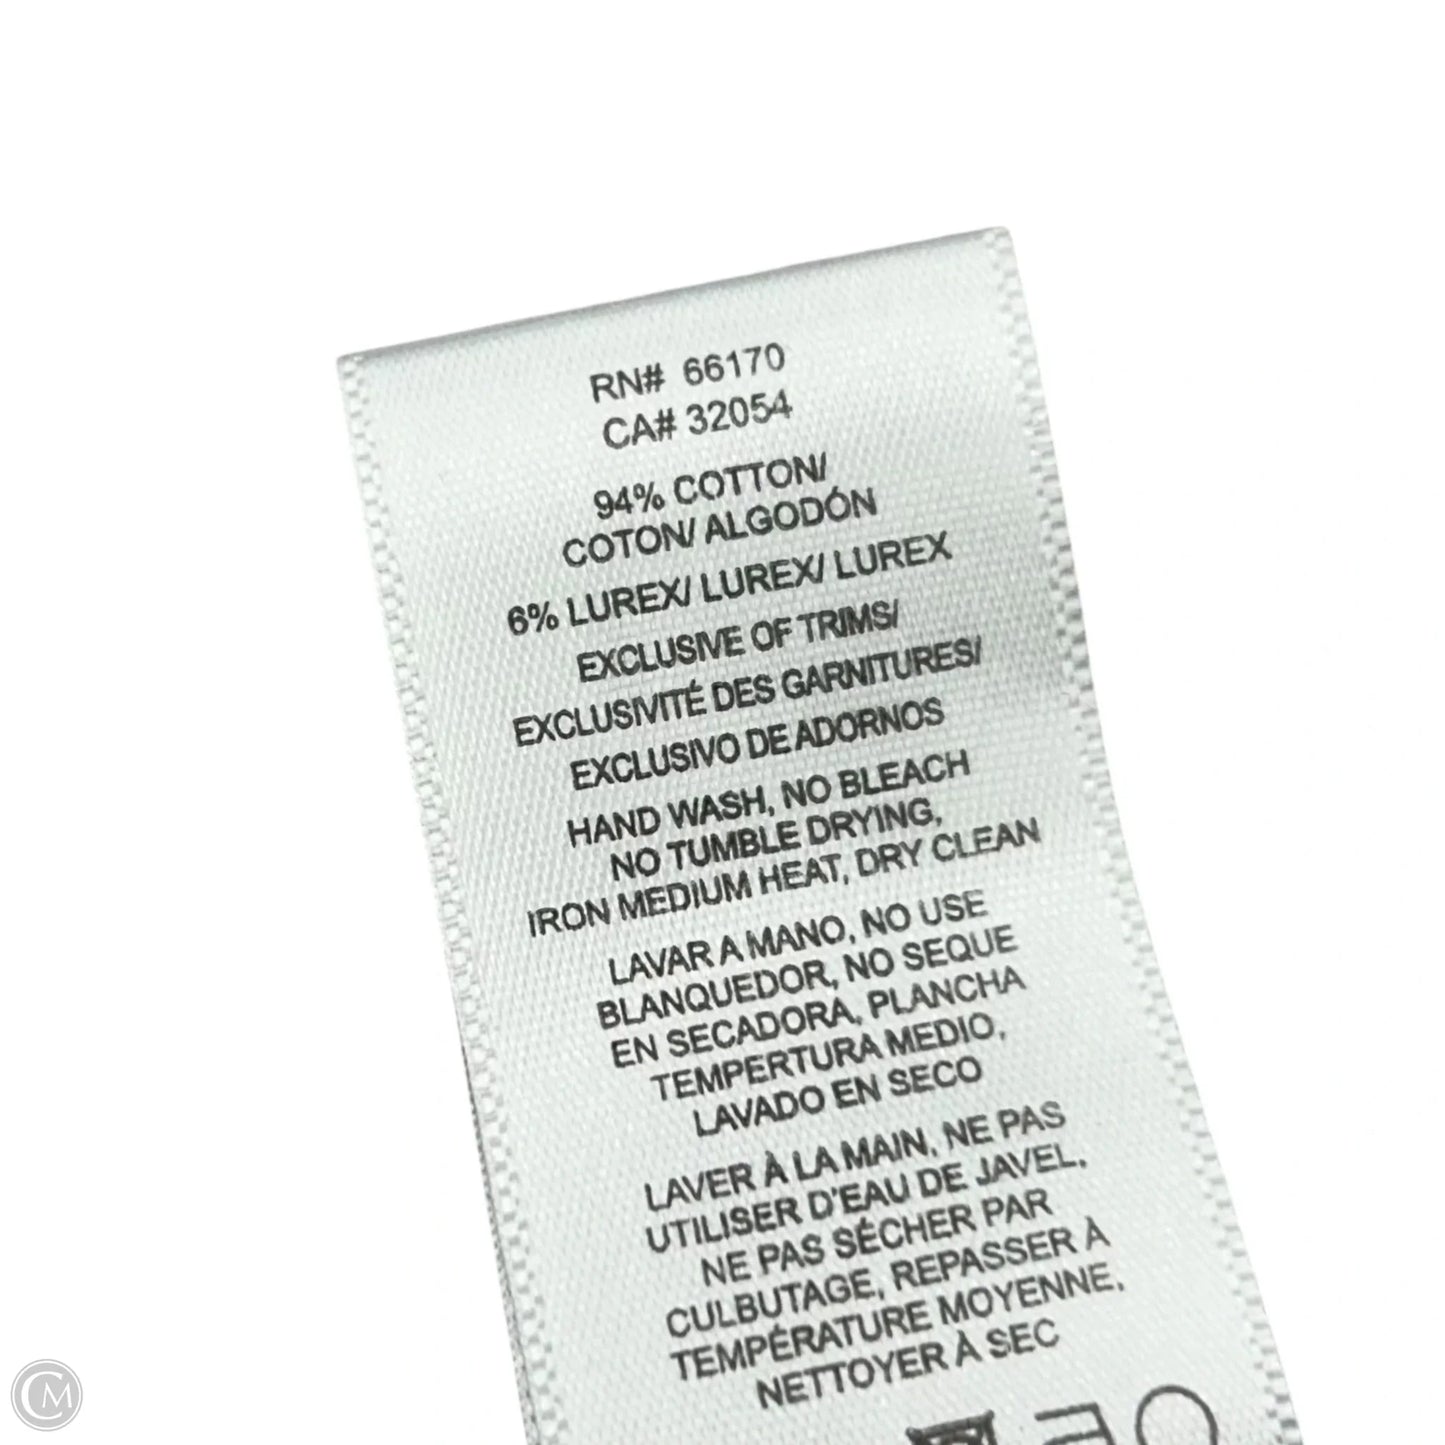 RN# 66170
CA# 32054
94% COTTON/
COTON/ ALGODÓN
6% LUREX/ LUREX/ LUREX
EXCLUSIVE OF TRIMS/
EXCLUSIVITÉ DES GARNITURES/
EXCLUSIVO DE ADORNOS
HAND WASH, NO BLEACH
NO TUMBLE DRYING,
IRON MEDIUM HEAT, DRY CLEAN
LAVAR A MANO, NO USE
BLANQUEDOR, NO SEQUE
EN SECADORA, PLANCHA
TEMPERTURA MEDIO,
LAVADO EN SECO
LAVER À LA MAIN, NE PAS
UTILISER D'EAU DE JAVEL,
NE PAS SÉCHER PAR
CULBUTAGE, REPASSER À
TEMPÉRATURE MOYENNE,
NETTOYER À SEC
CM